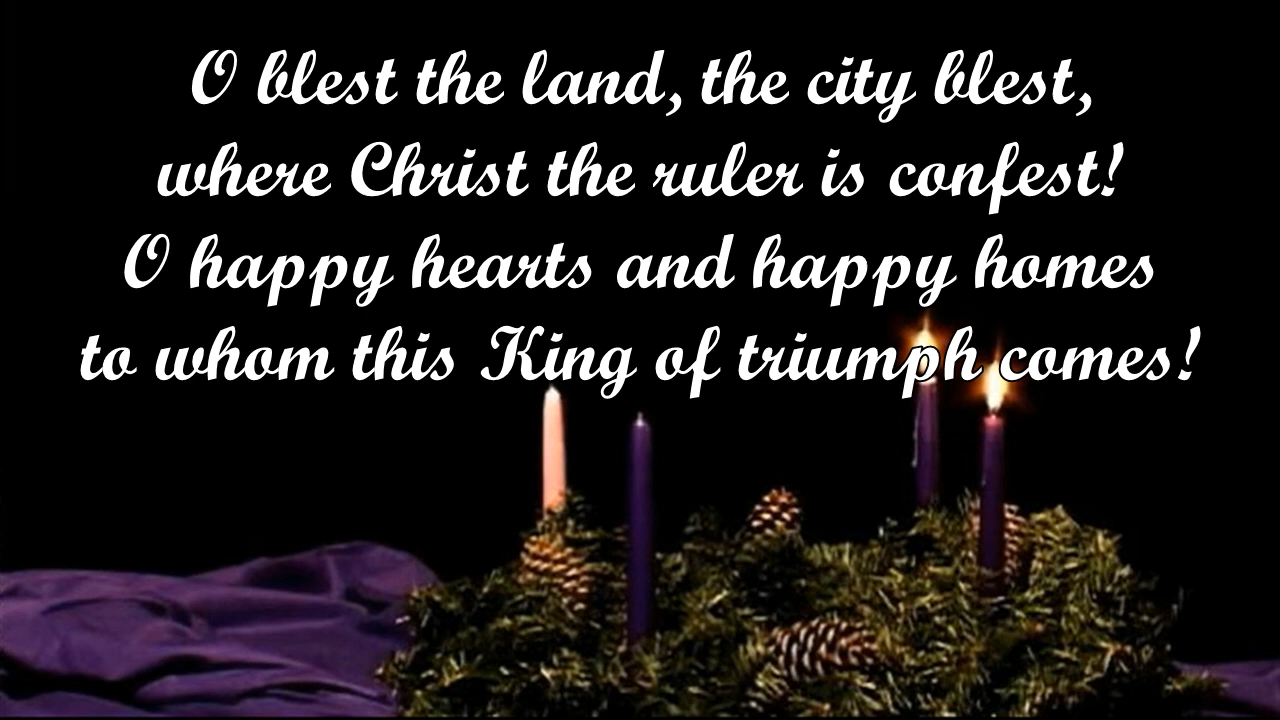 O blest the land, the city blest,
where Christ the ruler is confest!
O happy hearts and happy homes
to whom this King of triumph comes!